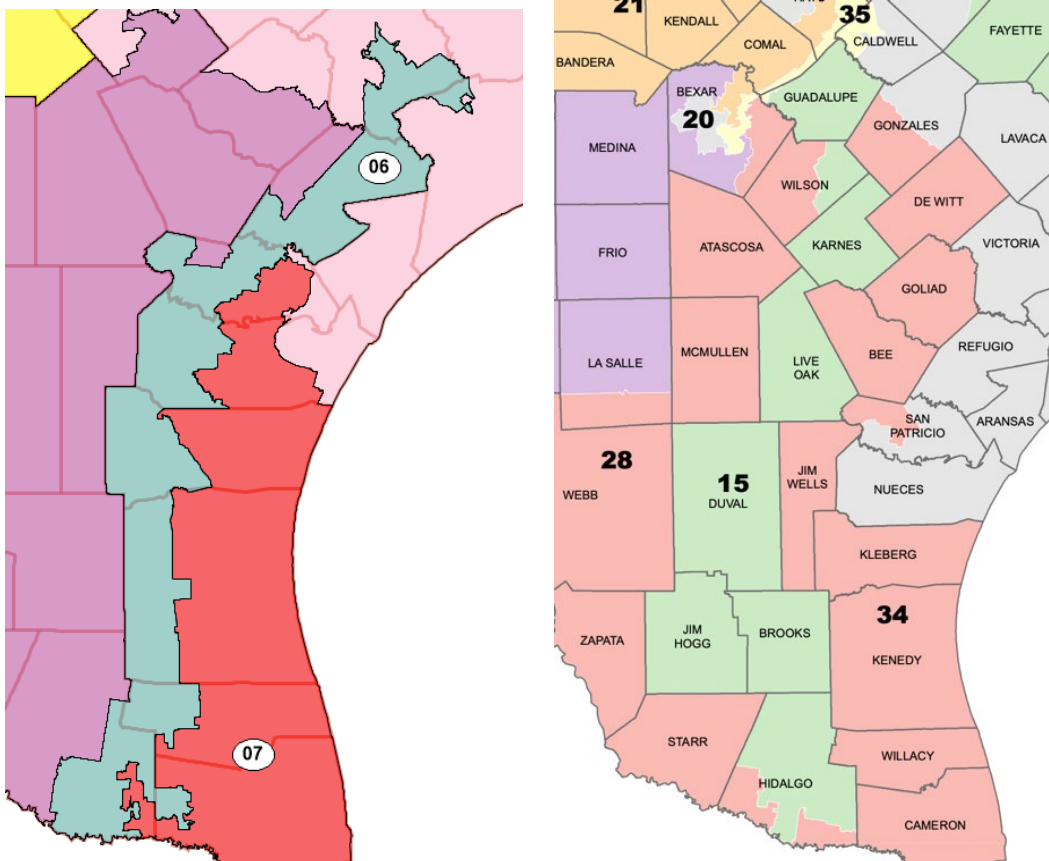 06
07
21
KENDALL
35
CALDWELL
FAYETTE
COMAL
BANDERA
BEXAR
20
GUADALUPE
GONZALES
LAVACA
MEDINA
WILSON
DE WITT
FRIO
ATASCOSA
KARNES
VICTORIA
GOLIAD
LA SALLE
MCMULLEN
LIVE
OAK
BEE
REFUGIO
SAN
PATRICIO
ARANSAS
28
WEBB
15
DUVAL
JIM
WELLS
NUECES
KLEBERG
ZAPATA
JIM
HOGG
BROOKS
34
KENEDY
STARR
WILLACY
HIDALGO
CAMERON